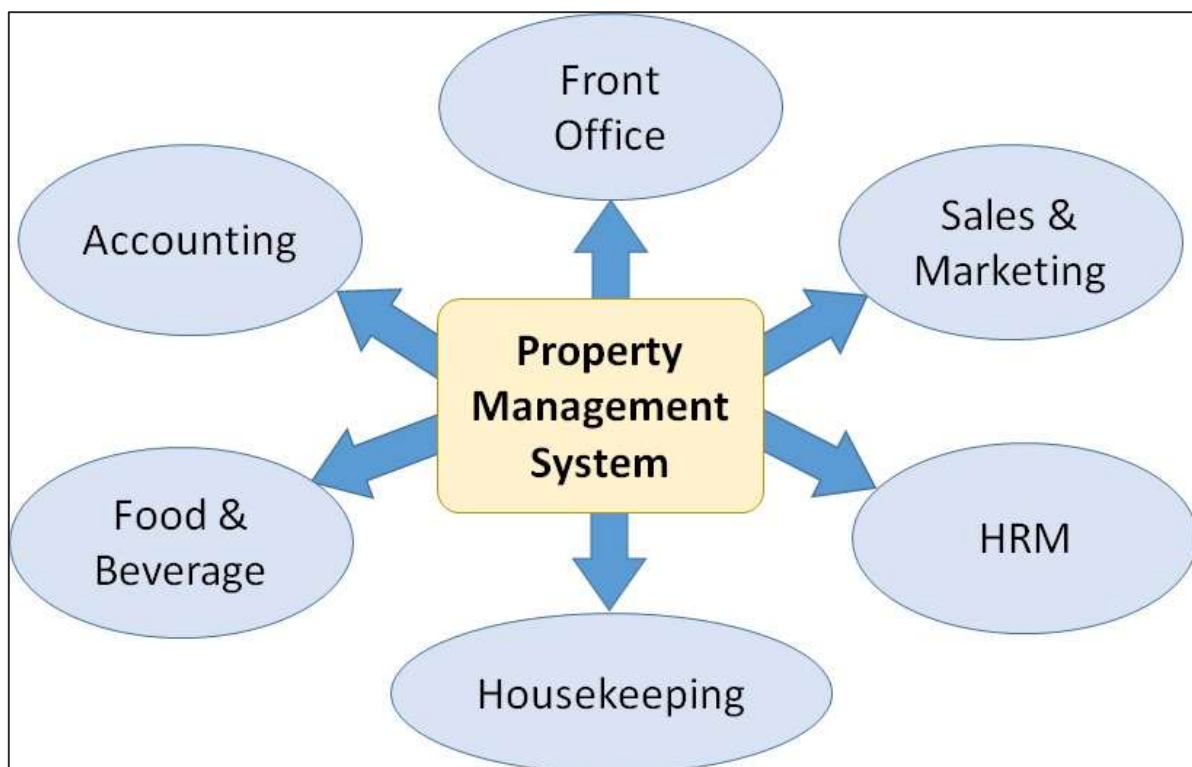 Front
Office
Accounting
Sales &
Marketing
Property
Management
System
Food &
Beverage
HRM
Housekeeping